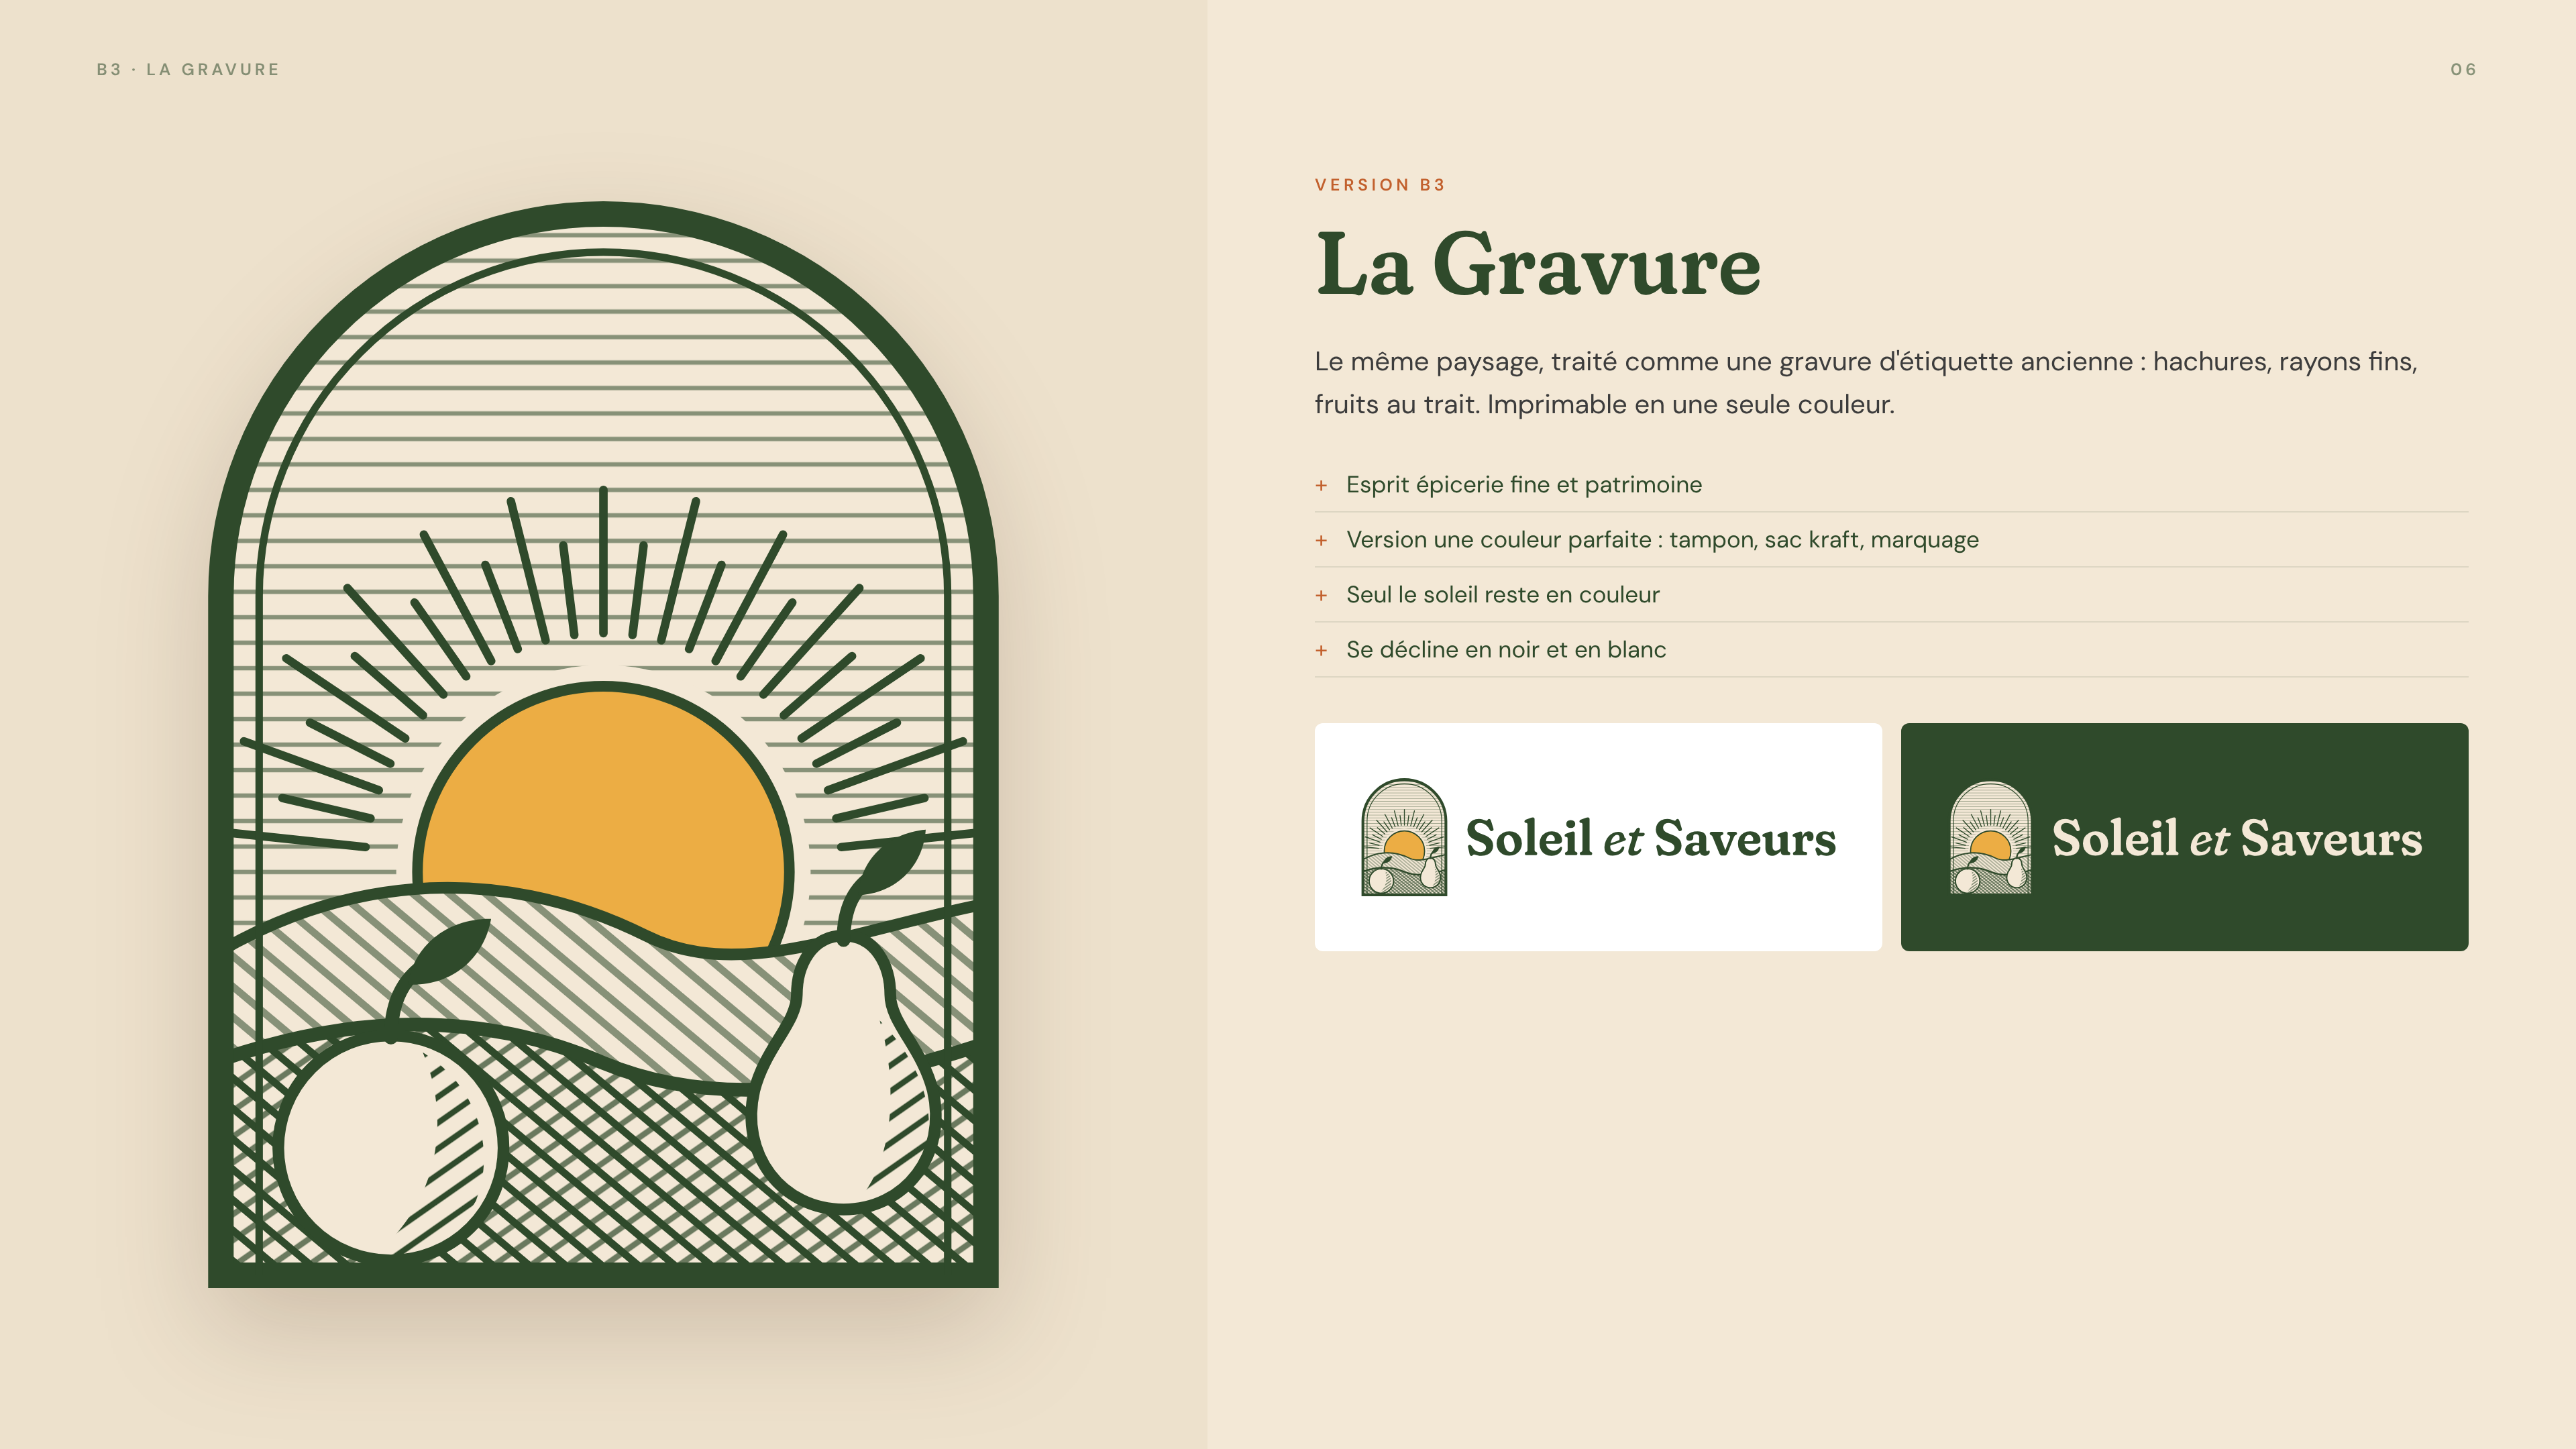 B3 · LA GRAVURE
06
VERSION B3
La Gravure
Le même paysage, traité comme une gravure d'étiquette ancienne : hachures, rayons fins,
fruits au trait. Imprimable en une seule couleur.
+ Esprit épicerie fine et patrimoine
+ Version une couleur parfaite : tampon, sac kraft, marquage
+ Seul le soleil reste en couleur
+ Se décline en noir et en blanc
Soleil et Saveurs
Soleil et Saveurs